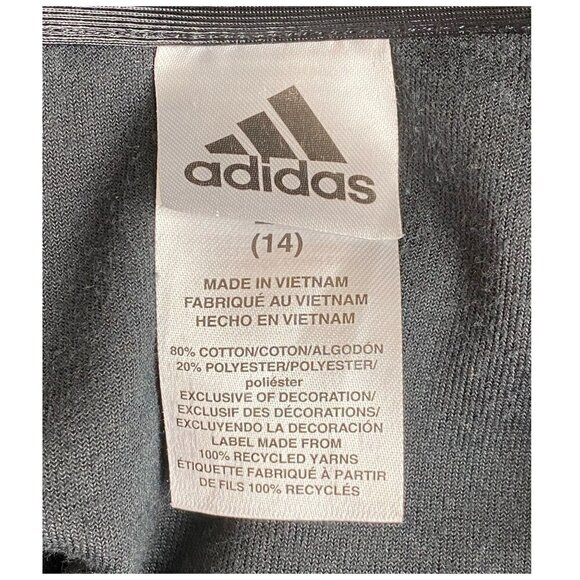 adidas
(14)
MADE IN VIETNAM
FABRIQUÉ AU VIETNAM
HECHO EN VIETNAM
80% COTTON/COTON/ALGODÓN
20% POLYESTER/POLYESTER/
poliéster
EXCLUSIVE OF DECORATION/
EXCLUSIF DES DÉCORATIONS/
EXCLUYENDO LA DECORACIÓN
LABEL MADE FROM
100% RECYCLED YARNS
ÉTIQUETTE FABRIQUÉ À PARTIR
DE FILS 100% RECYCLÉS